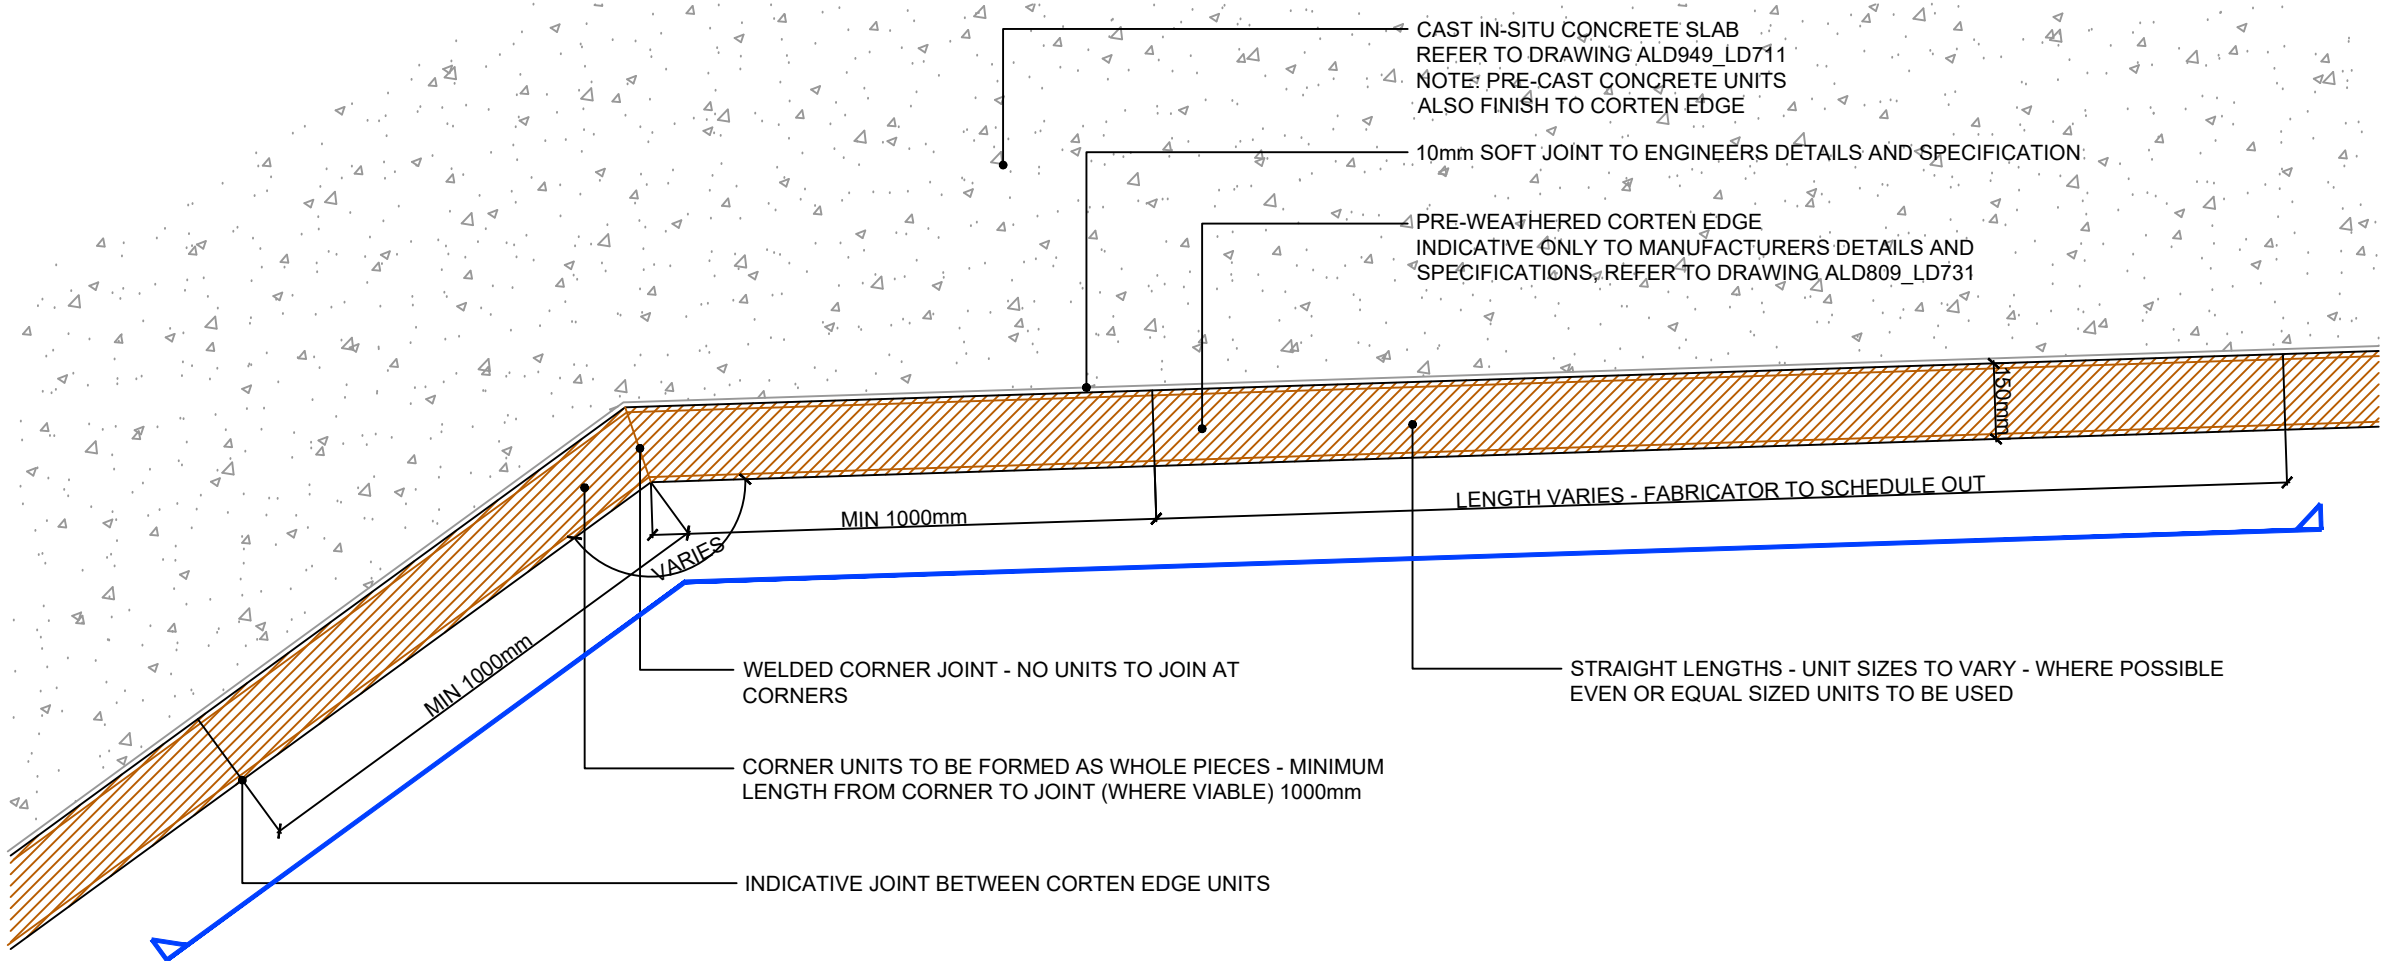 CAST IN-SITU CONCRETE SLAB
REFER TO DRAWING ALD949_LD711
NOTE: PRE-CAST CONCRETE UNITS
ALSO FINISH TO CORTEN EDGE
10mm SOFT JOINT TO ENGINEERS DETAILS AND SPECIFICATION
PRE-WEATHERED CORTEN EDGE
INDICATIVE ONLY TO MANUFACTURERS DETAILS AND
SPECIFICATIONS, REFER TO DRAWING ALD809_LD731
150mm
LENGTH VARIES - FABRICATOR TO SCHEDULE OUT
MIN 1000mm
VARIES
MIN 1000mm
WELDED CORNER JOINT - NO UNITS TO JOIN AT
CORNERS
STRAIGHT LENGTHS - UNIT SIZES TO VARY - WHERE POSSIBLE
EVEN OR EQUAL SIZED UNITS TO BE USED
CORNER UNITS TO BE FORMED AS WHOLE PIECES - MINIMUM
LENGTH FROM CORNER TO JOINT (WHERE VIABLE) 1000mm
INDICATIVE JOINT BETWEEN CORTEN EDGE UNITS